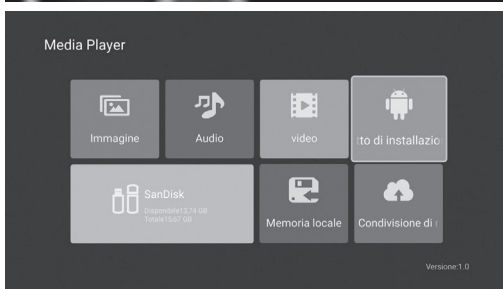 Media Player
Immagine
Audio
video
tto di installazio
SanDisk
Disponibile13,74 GB
Totale15,67 GB
Memoria locale
Condivisione di
Versione:1.0